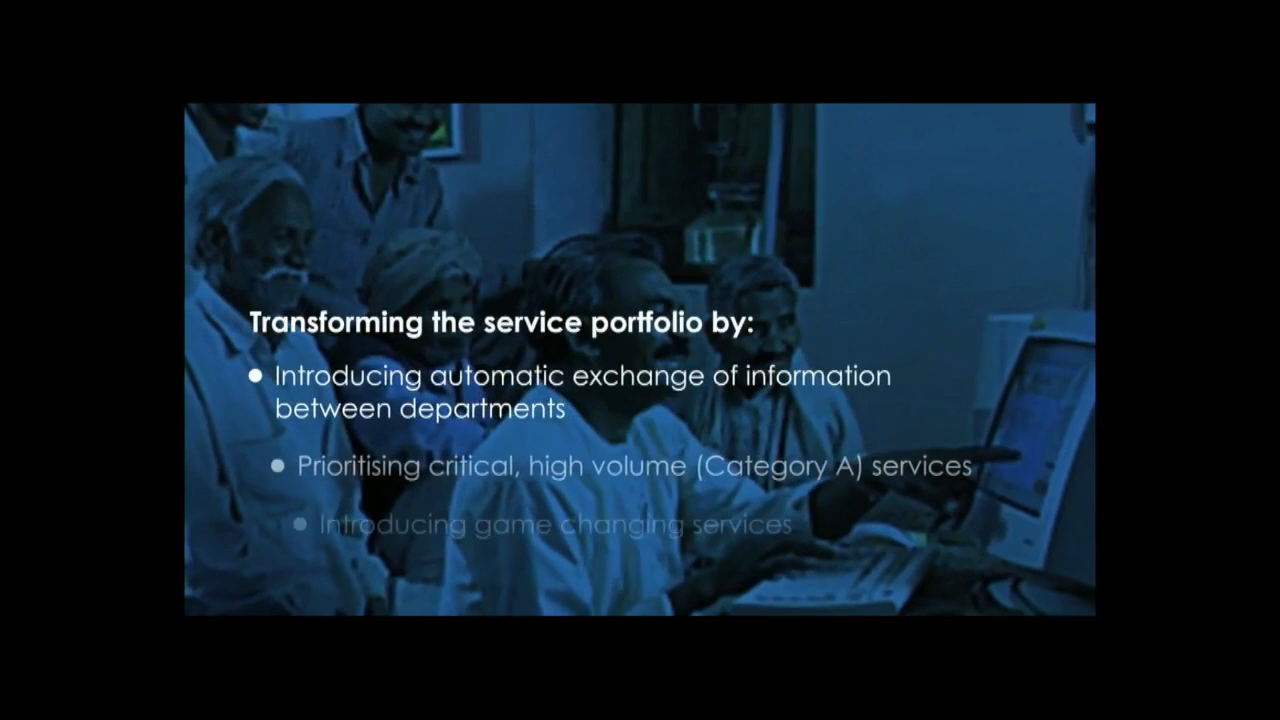 Transforming the service portfolio by:
● Introducing automatic exchange of information
between departments
● Prioritising critical, high volume (Category A) services
● Introducing game changing services